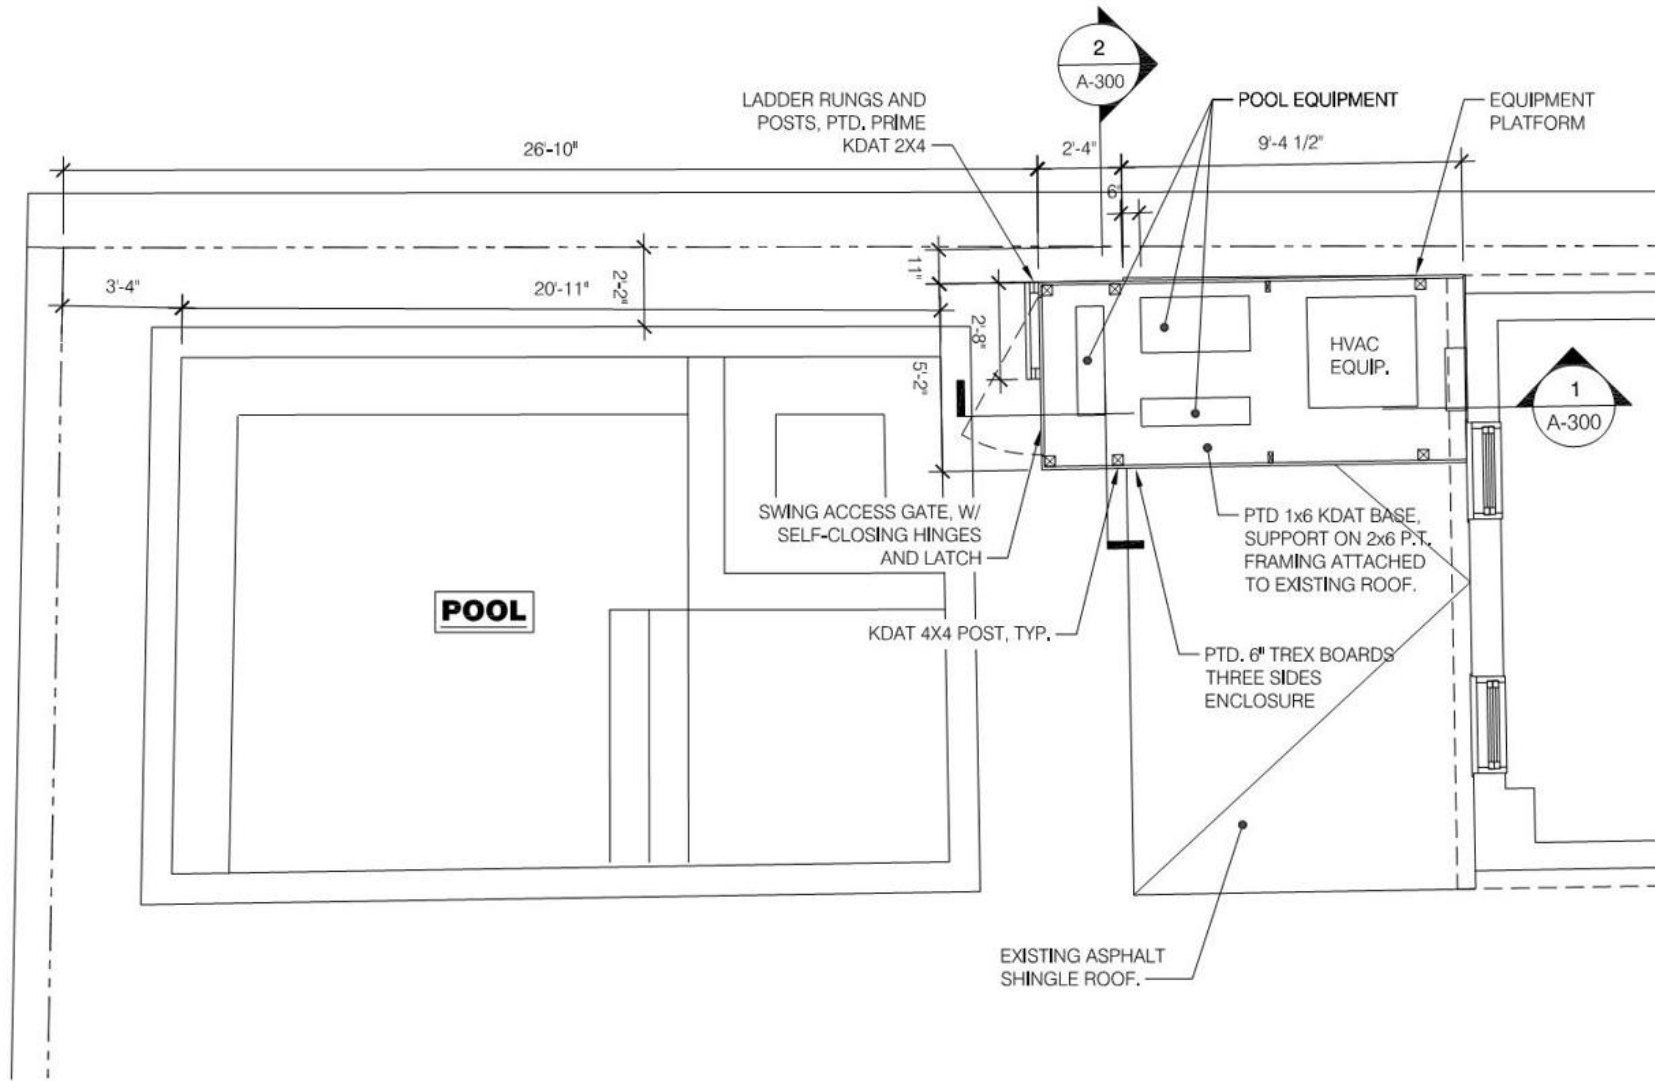 2
A-300
LADDER RUNGS AND
POSTS, PTD. PRIME
KDAT 2X4
POOL EQUIPMENT
EQUIPMENT
PLATFORM
26'-10"
2'-4"
9'-4 1/2"
6"
11"
3'-4"
20'-11"
2'-2"
2'-8"
5'-2"
HVAC
EQUIP.
1
A-300
SWING ACCESS GATE, W/
SELF-CLOSING HINGES
AND LATCH
PTD 1x6 KDAT BASE,
SUPPORT ON 2x6 P.T.
FRAMING ATTACHED
TO EXISTING ROOF.
POOL
KDAT 4X4 POST, TYP.
PTD. 6" TREX BOARDS
THREE SIDES
ENCLOSURE
EXISTING ASPHALT
SHINGLE ROOF.